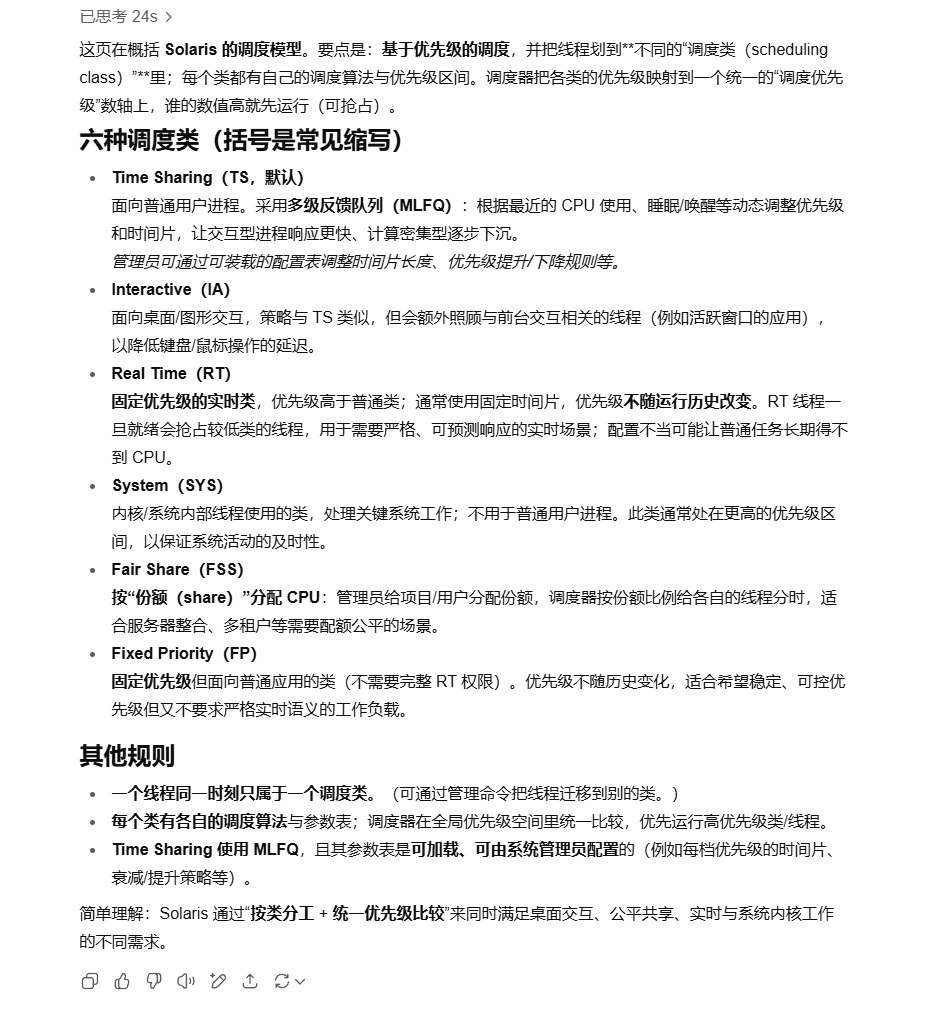 已思考 24s
这页在概括 Solaris 的调度模型。要点是：基于优先级的调度，并把线程划到**不同的“调度类（scheduling
class）”**里；每个类都有自己的调度算法与优先级区间。调度器把各类的优先级映射到一个统一的“调度优先
级”数轴上，谁的数值高就先运行（可抢占）。
六种调度类（括号是常见缩写）
Time Sharing（TS，默认）
面向普通用户进程。采用多级反馈队列（MLFQ）：根据最近的 CPU 使用、睡眠/唤醒等动态调整优先级
和时间片，让交互型进程响应更快、计算密集型逐步下沉。
管理员可通过可装载的配置表调整时间片长度、优先级提升/下降规则等。
Interactive（IA）
面向桌面/图形交互，策略与 TS 类似，但会额外照顾与前台交互相关的线程（例如活跃窗口的应用），
以降低键盘/鼠标操作的延迟。
Real Time（RT）
固定优先级的实时类，优先级高于普通类；通常使用固定时间片，优先级不随运行历史改变。RT 线程一
旦就绪会抢占较低类的线程，用于需要严格、可预测响应的实时场景；配置不当可能让普通任务长期得不
到 CPU。
System（SYS）
内核/系统内部线程使用的类，处理关键系统工作；不用于普通用户进程。此类通常处在更高的优先级区
间，以保证系统活动的及时性。
Fair Share（FSS）
按“份额（share）”分配 CPU：管理员给项目/用户分配份额，调度器按份额比例给各自的线程分时，适
合服务器整合、多租户等需要配额公平的场景。
Fixed Priority（FP）
固定优先级但面向普通应用的类（不需要完整 RT 权限）。优先级不随历史变化，适合希望稳定、可控优
先级但又不要求严格实时语义的工作负载。
其他规则
一个线程同一时刻只属于一个调度类。（可通过管理命令把线程迁移到别的类。）
每个类有各自的调度算法与参数表；调度器在全局优先级空间里统一比较，优先运行高优先级类/线程。
Time Sharing 使用 MLFQ，且其参数表是可加载、可由系统管理员配置的（例如每档优先级的时间片、
衰减/提升策略等）。
简单理解：Solaris 通过“按类分工 + 统一优先级比较”来同时满足桌面交互、公平共享、实时与系统内核工作
的不同需求。